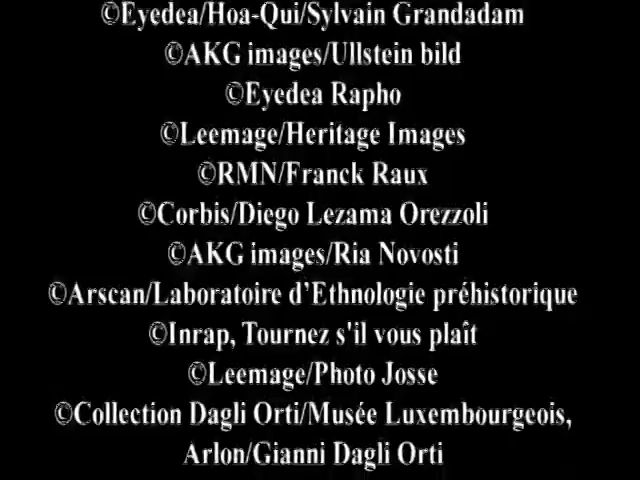 ©Eyedea/Hoa-Qui/Sylvain Grandadam
©AKG images/Ullstein bild
©Eyedea Rapho
©Leemage/Heritage Images
©RMN/Franck Raux
©Corbis/Diego Lezama Orezzoli
©AKG images/Ria Novosti
©Arscan/Laboratoire d’Ethnologie préhistorique
©Inrap, Tournez s'il vous plaît
©Leemage/Photo Josse
©Collection Dagli Orti/Musée Luxembourgeois,
Arlon/Gianni Dagli Orti